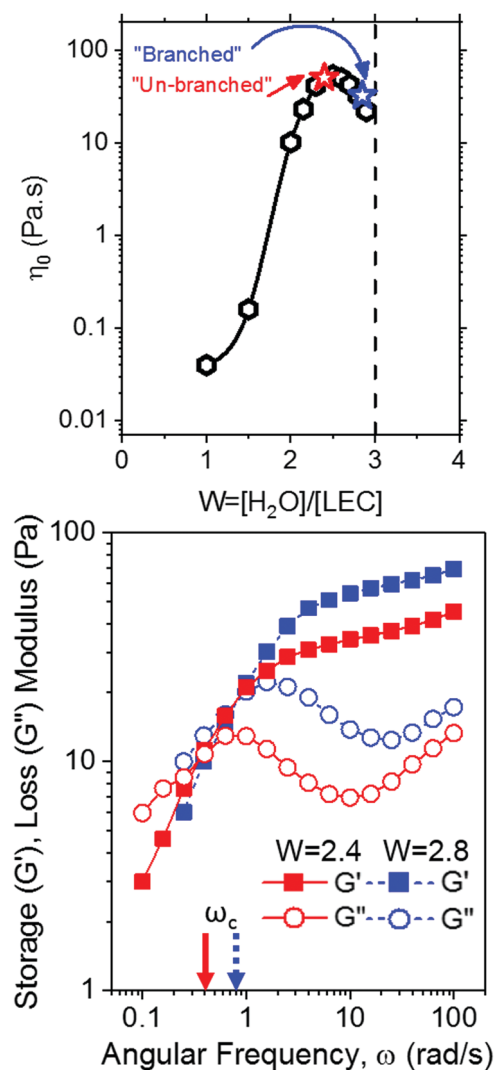 100
10
1
0.1
0.01
η₀ (Pa.s)
"Branched"
"Un-branched"
0 1 2 3 4
W=[H₂O]/[LEC]
Storage (G'), Loss (G") Modulus (Pa)
100
10
1
W=2.4 W=2.8
G' G'
G" G"
ω_c
0.1 1 10 100
Angular Frequency, ω (rad/s)